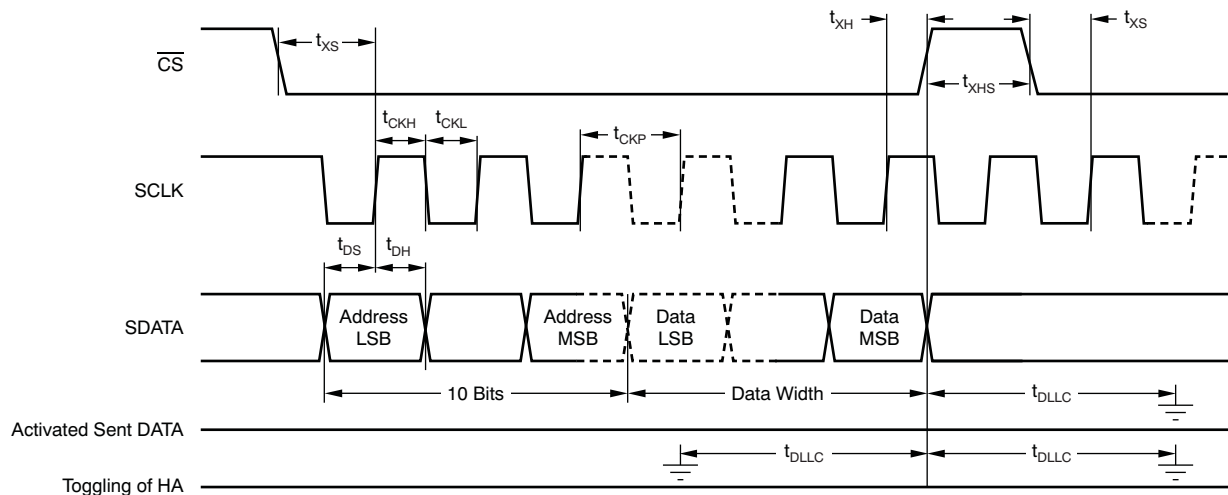 tXS
tXH
tXS
CS
tXHS
tCKH
tCKL
tCKP
SCLK
tDS
tDH
SDATA
Address
LSB
Address
MSB
Data
LSB
Data
MSB
10 Bits
Data Width
tDLLC
Activated Sent DATA
tDLLC
tDLLC
Toggling of HA